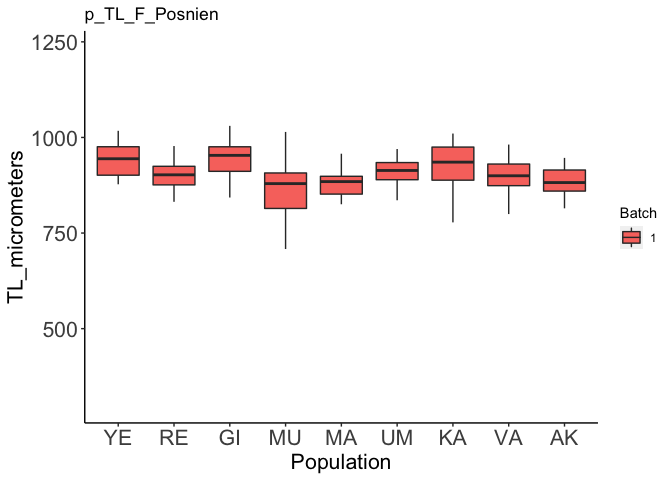 p_TL_F_Posnien
1250
1000
750
500
TL_micrometers
YE RE GI MU MA UM KA VA AK
Population
Batch
1